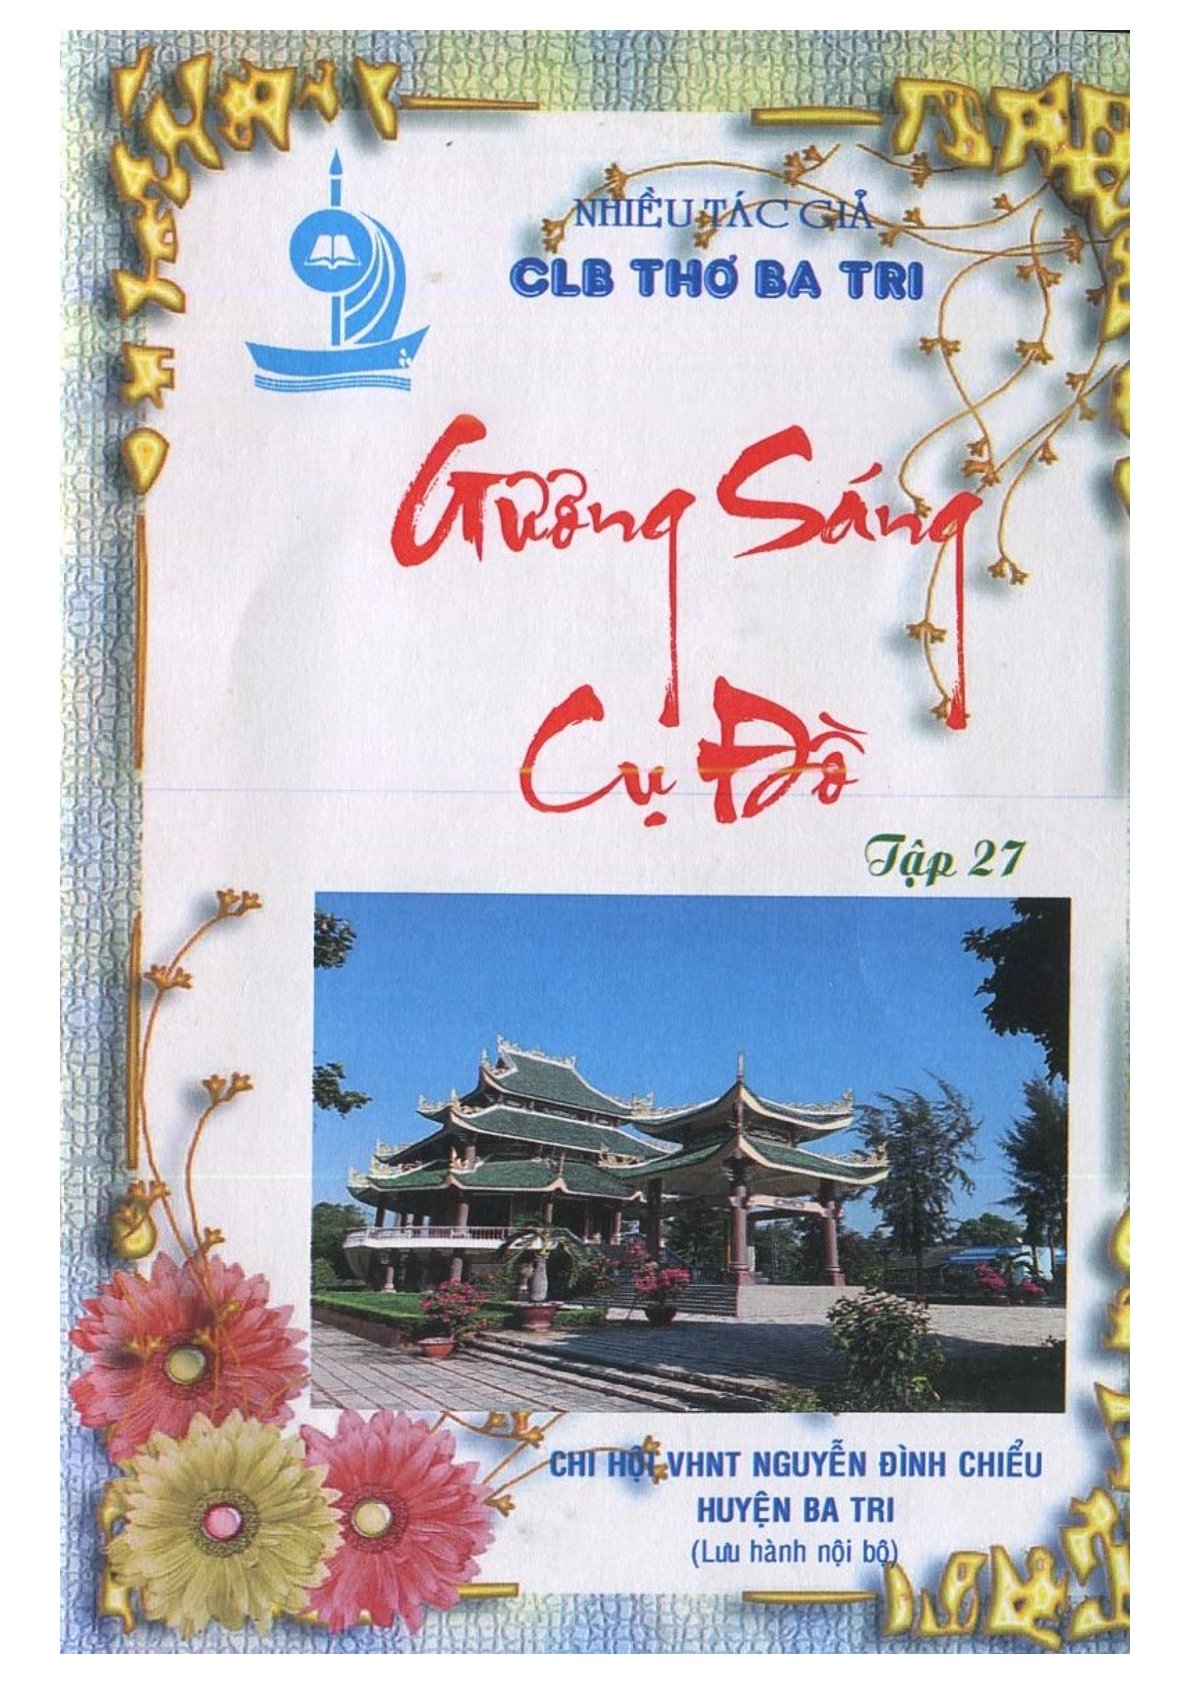 NHIỀU TÁC GIẢ
CLB THƠ BA TRI
Gương Sáng
Cụ Đồ
Tập 27
CHI HỘI VHNT NGUYỄN ĐÌNH CHIỂU
HUYỆN BA TRI
(Lưu hành nội bộ)